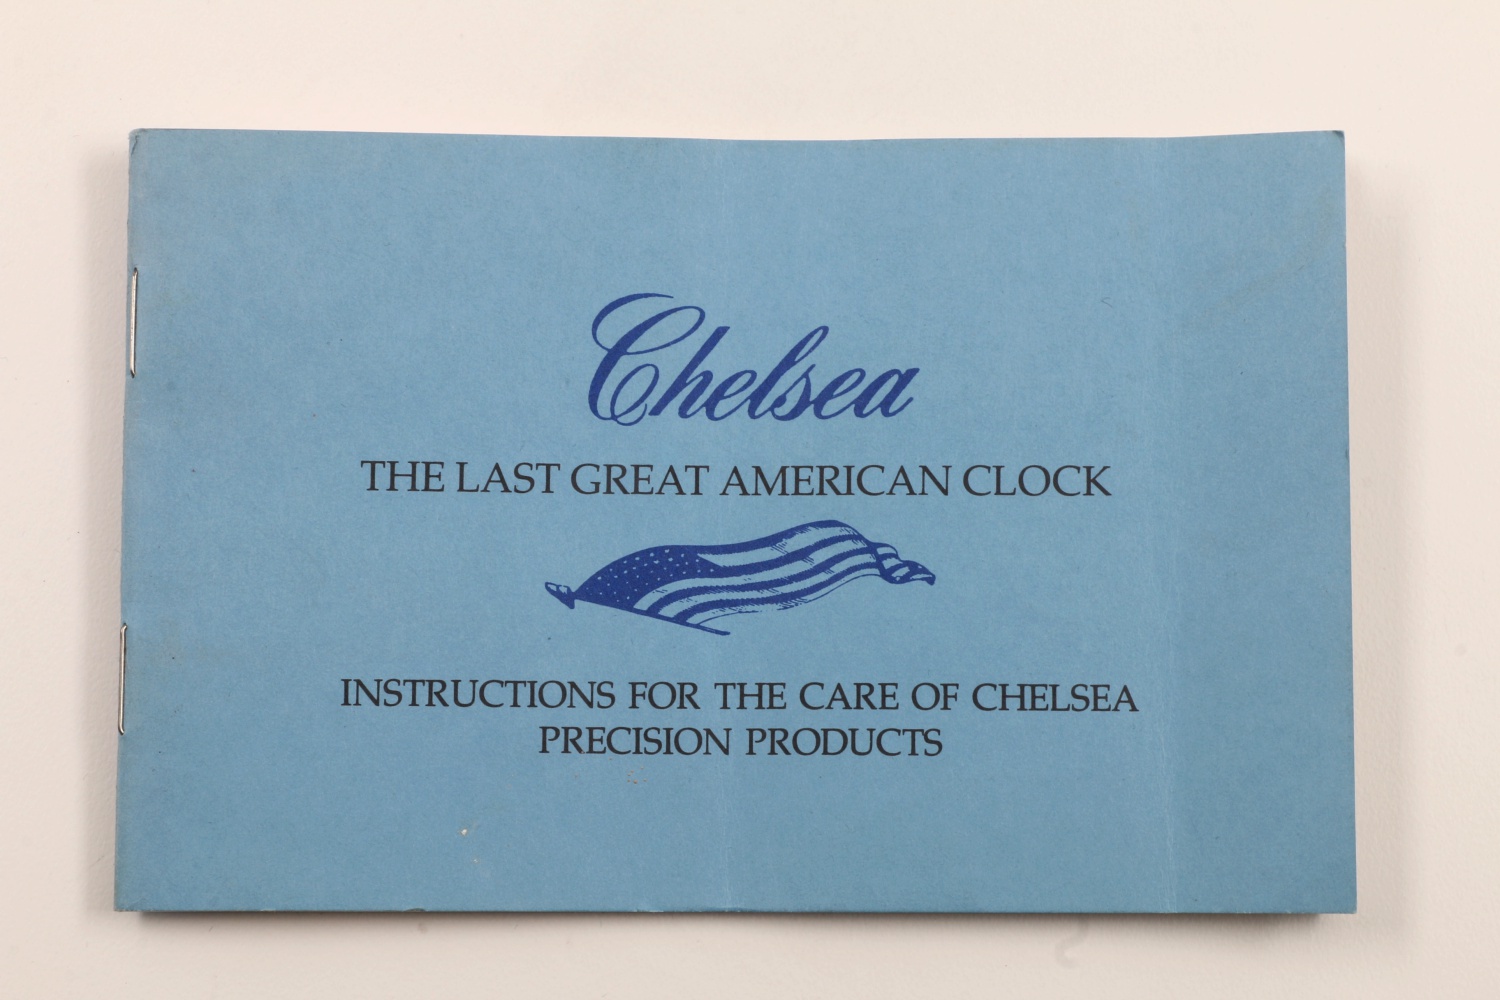 Chelsea
THE LAST GREAT AMERICAN CLOCK
INSTRUCTIONS FOR THE CARE OF CHELSEA
PRECISION PRODUCTS